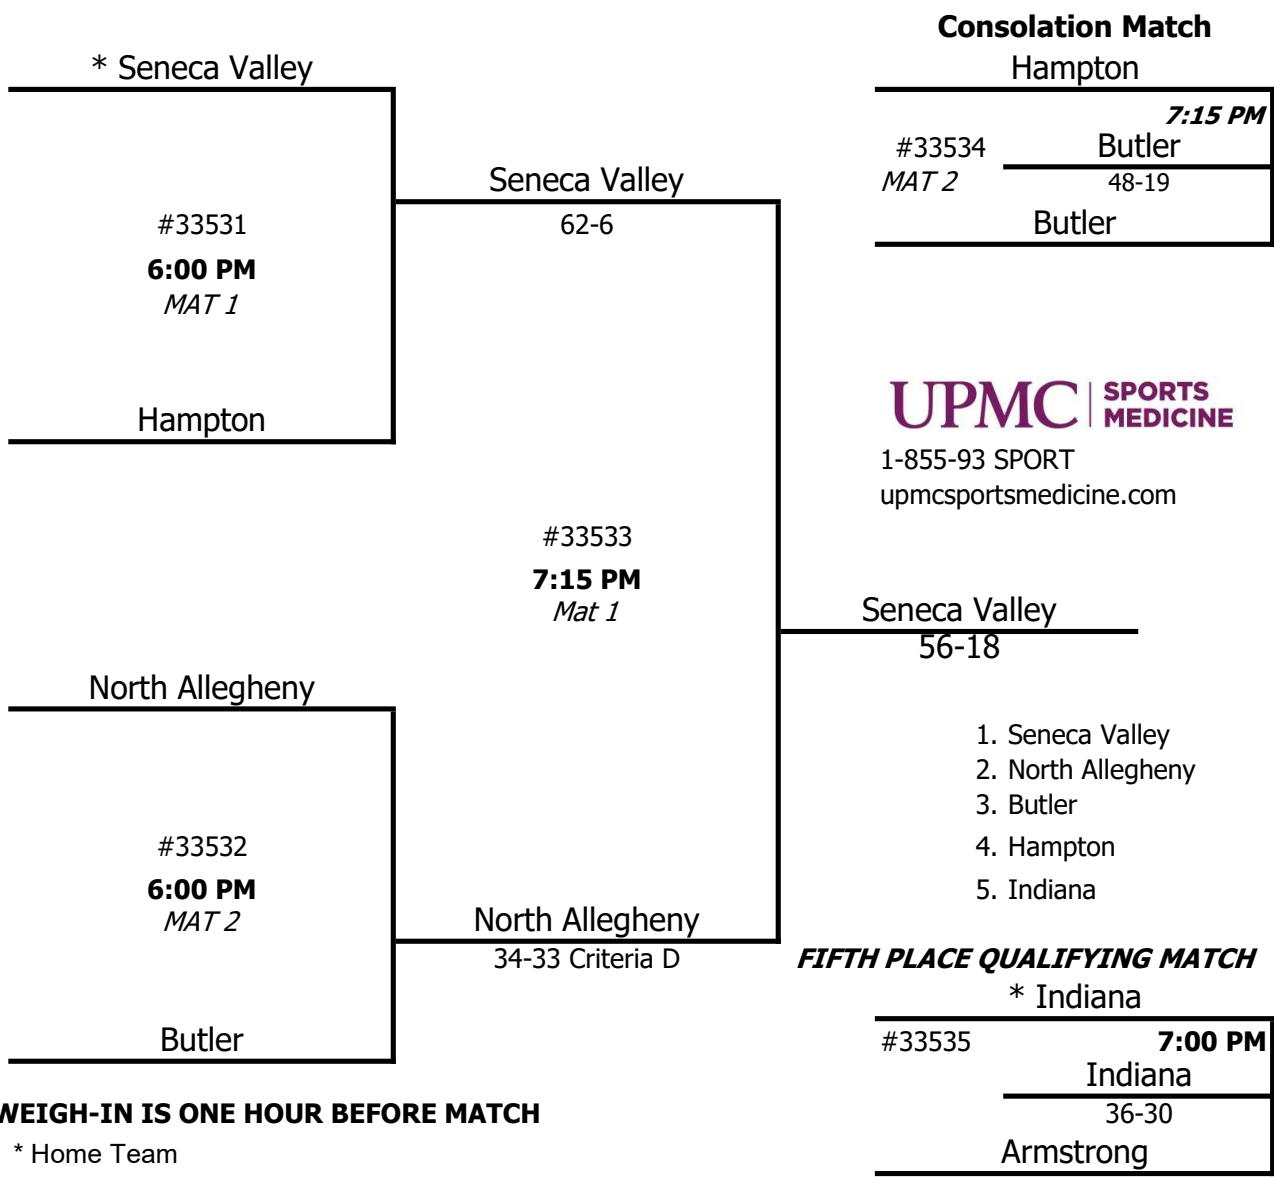 Consolation Match
* Seneca Valley
Hampton
7:15 PM
#33534
Butler
MAT 2
48-19
Butler
Seneca Valley
62-6
#33531
6:00 PM
MAT 1
Hampton
UPMC SPORTS MEDICINE
1-855-93 SPORT
upmcsportsmedicine.com
#33533
7:15 PM
Mat 1
Seneca Valley
56-18
North Allegheny
1. Seneca Valley
2. North Allegheny
3. Butler
4. Hampton
5. Indiana
#33532
6:00 PM
MAT 2
North Allegheny
34-33 Criteria D
Butler
FIFTH PLACE QUALIFYING MATCH
* Indiana
#33535
7:00 PM
Indiana
36-30
Armstrong
WEIGH-IN IS ONE HOUR BEFORE MATCH
* Home Team